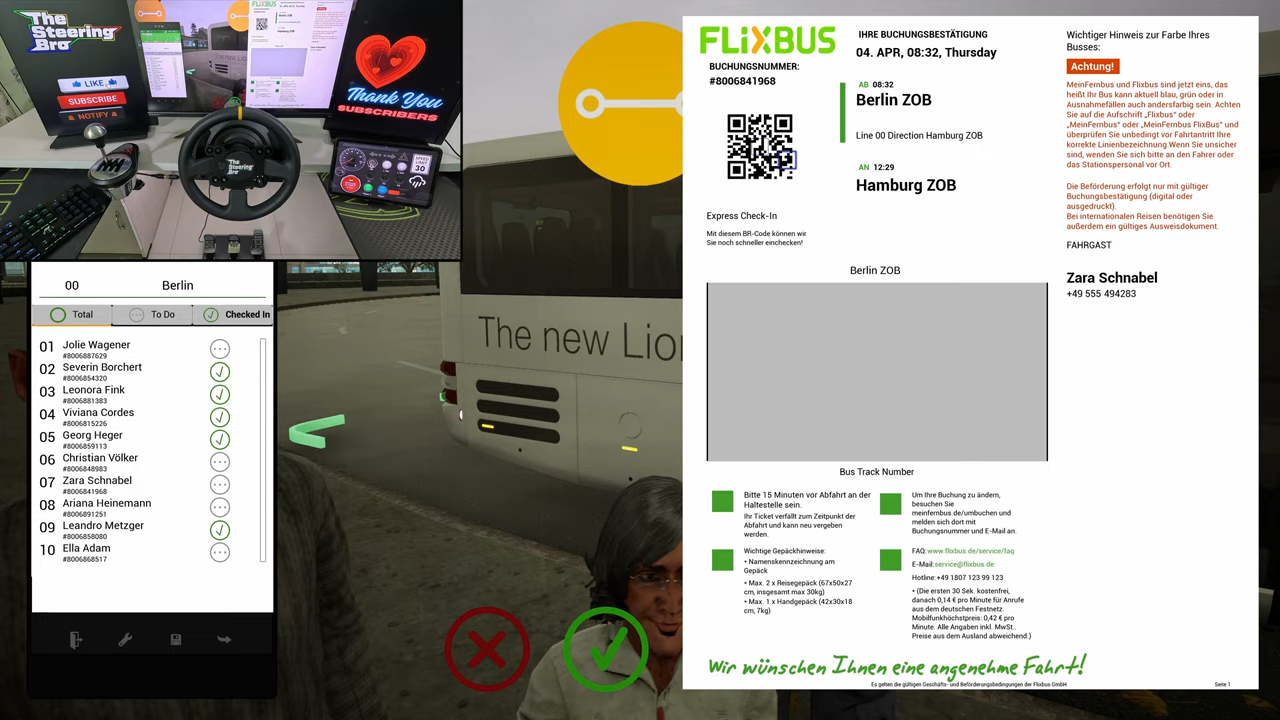 The
Steering
Bro
LIKE
SUBSCRIBE
NOTIFY
Thank You
SUBSCRIBERS
The
Steering
Bro
SPEED
LIMIT
00 Berlin
Total To Do Checked In
01 Jolie Wagener
#8006887629
02 Severin Borchert
#8006854320
03 Leonora Fink
#8006881383
04 Viviana Cordes
#8006815226
05 Georg Heger
#8006859113
06 Christian Völker
#8006848983
07 Zara Schnabel
#8006841968
08 Ariana Heinemann
#8006891251
09 Leandro Metzger
#8006858080
10 Ella Adam
#8006868517
The new Lio
FLiXBUS
BUCHUNGSNUMMER:
#8006841968
IHRE BUCHUNGSBESTÄTIGUNG
04. APR, 08:32, Thursday
AB 08:32
Berlin ZOB
Line 00 Direction Hamburg ZOB
AN 12:29
Hamburg ZOB
Express Check-In
Mit diesem BR-Code können wir
Sie noch schneller einchecken!
Berlin ZOB
Bus Track Number
Bitte 15 Minuten vor Abfahrt an der
Haltestelle sein.
Ihr Ticket verfällt zum Zeitpunkt der
Abfahrt und kann neu vergeben
werden.
Wichtige Gepäckhinweise:
• Namenskennzeichnung am
Gepäck
• Max. 2 x Reisegepäck (67x50x27
cm, insgesamt max 30kg)
• Max. 1 x Handgepäck (42x30x18
cm, 7kg)
Um Ihre Buchung zu ändern,
besuchen Sie
meinfernbus.de/umbuchen und
melden sich dort mit
Buchungsnummer und E-Mail an.
FAQ: www.flixbus.de/service/faq
E-Mail: service@flixbus.de
Hotline: +49 1807 123 99 123
• (Die ersten 30 Sek. kostenfrei,
danach 0,14 € pro Minute für Anrufe
aus dem deutschen Festnetz.
Mobilfunkhöchstpreis: 0,42 € pro
Minute. Alle Angaben inkl. MwSt..
Preise aus dem Ausland abweichend.)
Wichtiger Hinweis zur Farbe Ihres
Busses:
Achtung!
MeinFernbus und Flixbus sind jetzt eins, das
heißt Ihr Bus kann aktuell blau, grün oder in
Ausnahmefällen auch andersfarbig sein. Achten
Sie auf die Aufschrift „Flixbus“ oder
„MeinFernbus“ oder „MeinFernbus FlixBus“ und
überprüfen Sie unbedingt vor Fahrtantritt Ihre
korrekte Linienbezeichnung.Wenn Sie unsicher
sind, wenden Sie sich bitte an den Fahrer oder
das Stationspersonal vor Ort.
Die Beförderung erfolgt nur mit gültiger
Buchungsbestätigung (digital oder
ausgedruckt).
Bei internationalen Reisen benötigen Sie
außerdem ein gültiges Ausweisdokument.
FAHRGAST
Zara Schnabel
+49 555 494283
Wir wünschen Ihnen eine angenehme Fahrt!
Es gelten die gültigen Geschäfts- und Beförderungsbedingungen der Flixbus GmbH
Seite 1